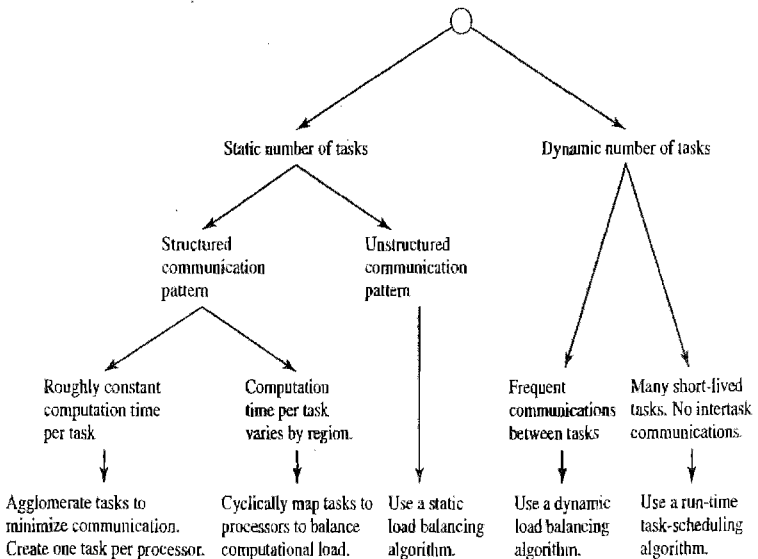 Static number of tasks
Dynamic number of tasks
Structured
communication
pattern
Unstructured
communication
pattern
Roughly constant
computation time
per task
Computation
time per task
varies by region.
Frequent
communications
between tasks
Many short-lived
tasks. No intertask
communications.
Agglomerate tasks to
minimize communication.
Create one task per processor.
Cyclically map tasks to
processors to balance
computational load.
Use a static
load balancing
algorithm.
Use a dynamic
load balancing
algorithm.
Use a run-time
task-scheduling
algorithm.